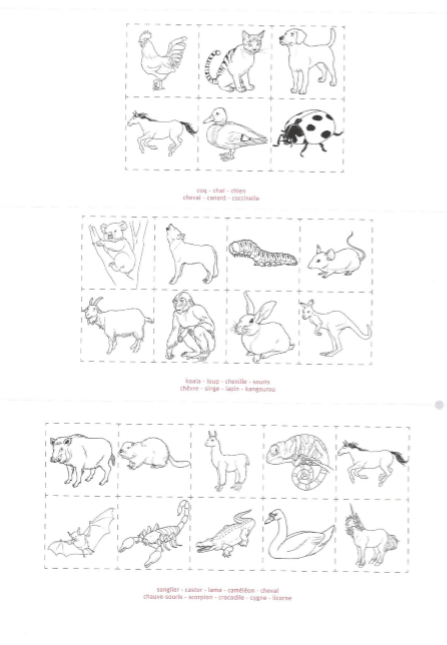 coq - chat - chien
cheval - canard - coccinelle
koala - loup - chenille - souris
chèvre - singe - lapin - kangourou
sanglier - castor - lama - caméléon - cheval
chauve souris - scorpion - crocodile - cygne - licorne